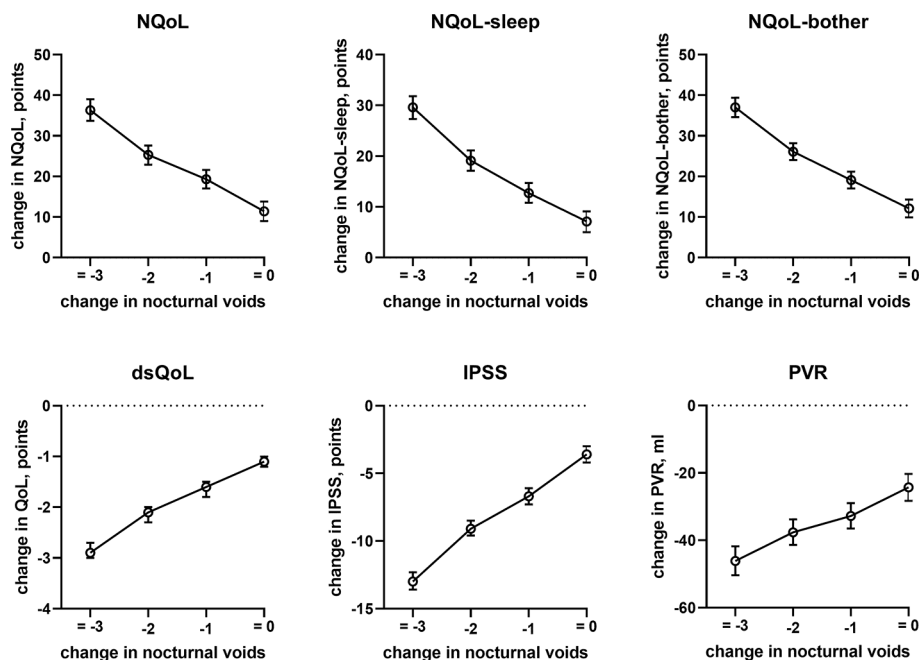 NQoL
change in NQoL, points
50
40
30
20
10
0
= -3 -2 -1 = 0
change in nocturnal voids
NQoL-sleep
change in NQoL-sleep, points
40
30
20
10
0
= -3 -2 -1 = 0
change in nocturnal voids
NQoL-bother
change in NQoL-bother, points
50
40
30
20
10
0
= -3 -2 -1 = 0
change in nocturnal voids
dsQoL
change in QoL, points
0
-1
-2
-3
-4
= -3 -2 -1 = 0
change in nocturnal voids
IPSS
change in IPSS, points
0
-5
-10
-15
= -3 -2 -1 = 0
change in nocturnal voids
PVR
change in PVR, ml
0
-20
-40
-60
= -3 -2 -1 = 0
change in nocturnal voids